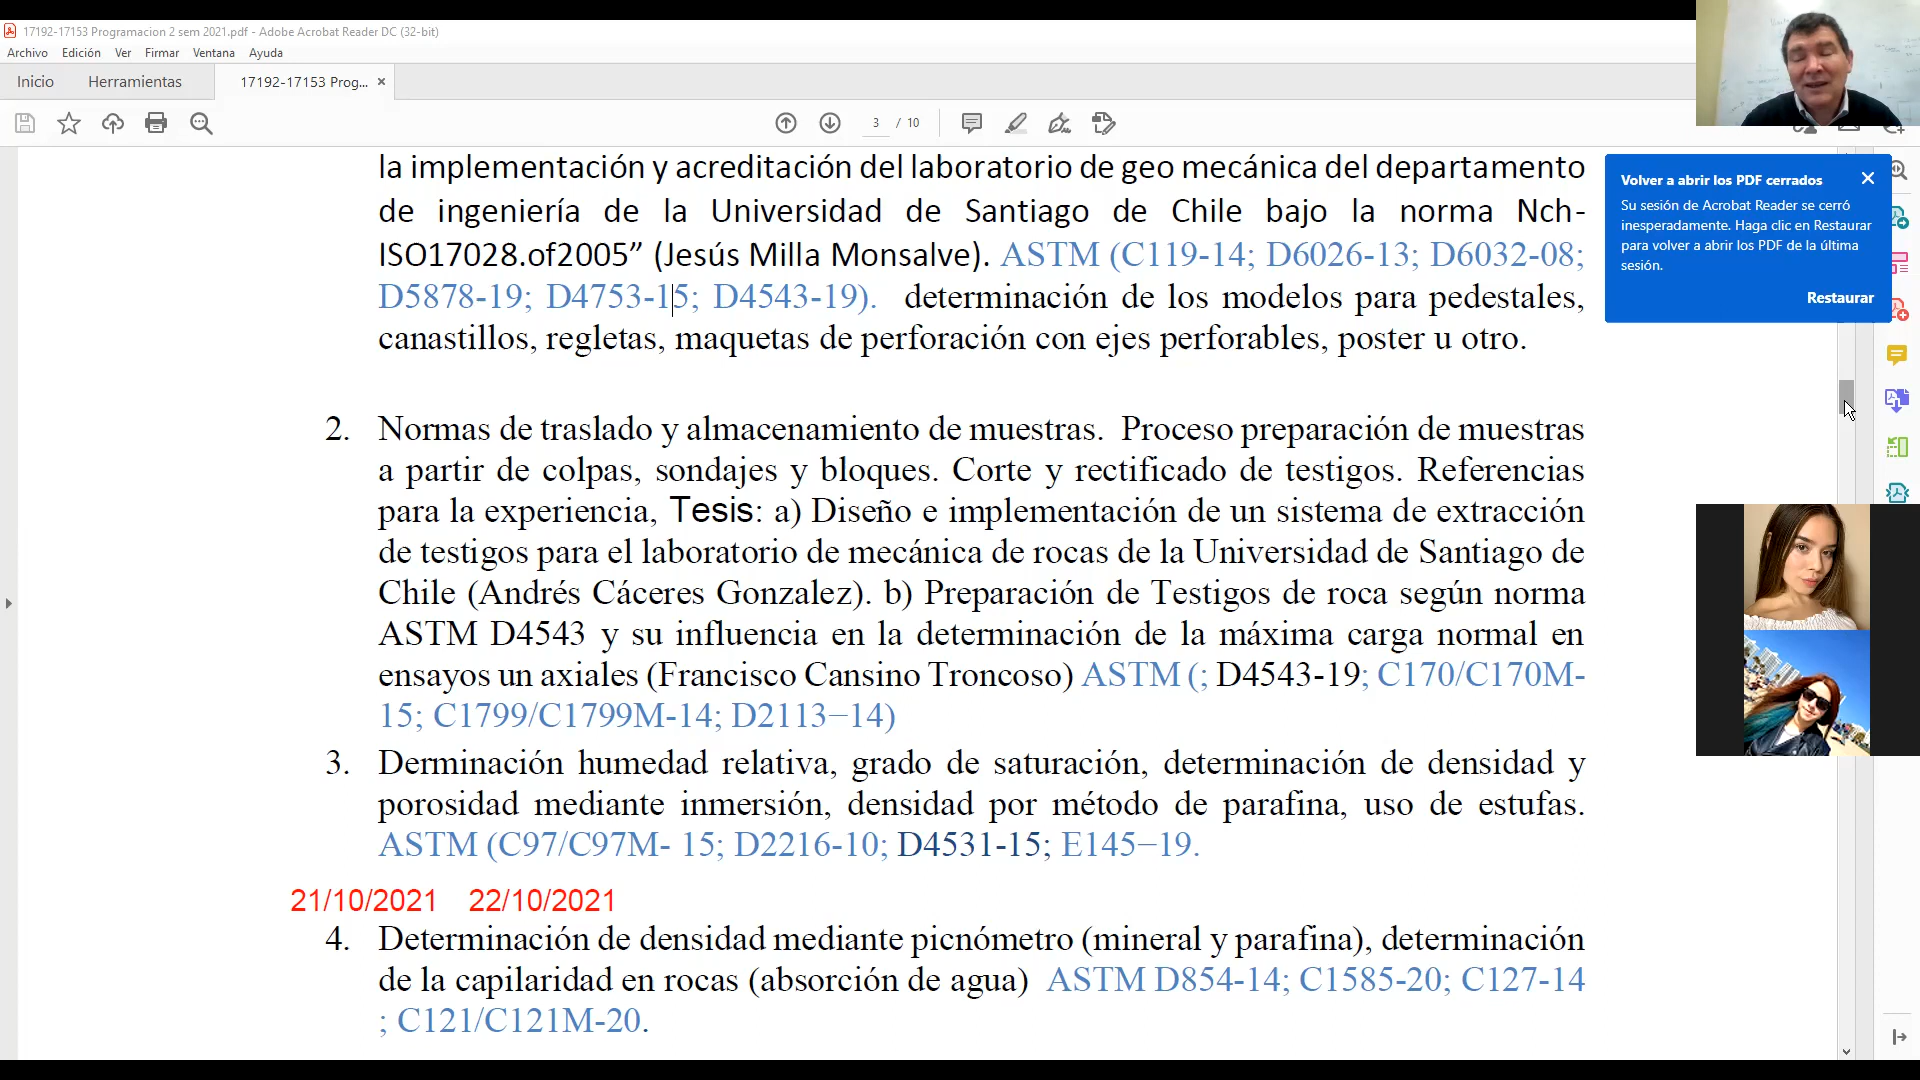 17192-17153 Programacion 2 sem 2021.pdf - Adobe Acrobat Reader DC (32-bit)
Archivo Edición Ver Firmar Ventana Ayuda
Inicio Herramientas 17192-17153 Prog... ×
3 / 10
la implementación y acreditación del laboratorio de geo mecánica del departamento
de ingeniería de la Universidad de Santiago de Chile bajo la norma Nch-
ISO17028.of2005” (Jesús Milla Monsalve). ASTM (C119-14; D6026-13; D6032-08;
D5878-19; D4753-15; D4543-19). determinación de los modelos para pedestales,
canastillos, regletas, maquetas de perforación con ejes perforables, poster u otro.
2. Normas de traslado y almacenamiento de muestras. Proceso preparación de muestras
a partir de colpas, sondajes y bloques. Corte y rectificado de testigos. Referencias
para la experiencia, Tesis: a) Diseño e implementación de un sistema de extracción
de testigos para el laboratorio de mecánica de rocas de la Universidad de Santiago de
Chile (Andrés Cáceres Gonzalez). b) Preparación de Testigos de roca según norma
ASTM D4543 y su influencia en la determinación de la máxima carga normal en
ensayos un axiales (Francisco Cansino Troncoso) ASTM (; D4543-19; C170/C170M-
15; C1799/C1799M-14; D2113−14)
3. Derminación humedad relativa, grado de saturación, determinación de densidad y
porosidad mediante inmersión, densidad por método de parafina, uso de estufas.
ASTM (C97/C97M- 15; D2216-10; D4531-15; E145−19.
21/10/2021 22/10/2021
4. Determinación de densidad mediante picnómetro (mineral y parafina), determinación
de la capilaridad en rocas (absorción de agua) ASTM D854-14; C1585-20; C127-14
; C121/C121M-20.
Volver a abrir los PDF cerrados
Su sesión de Acrobat Reader se cerró
inesperadamente. Haga clic en Restaurar
para volver a abrir los PDF de la última
sesión.
Restaurar